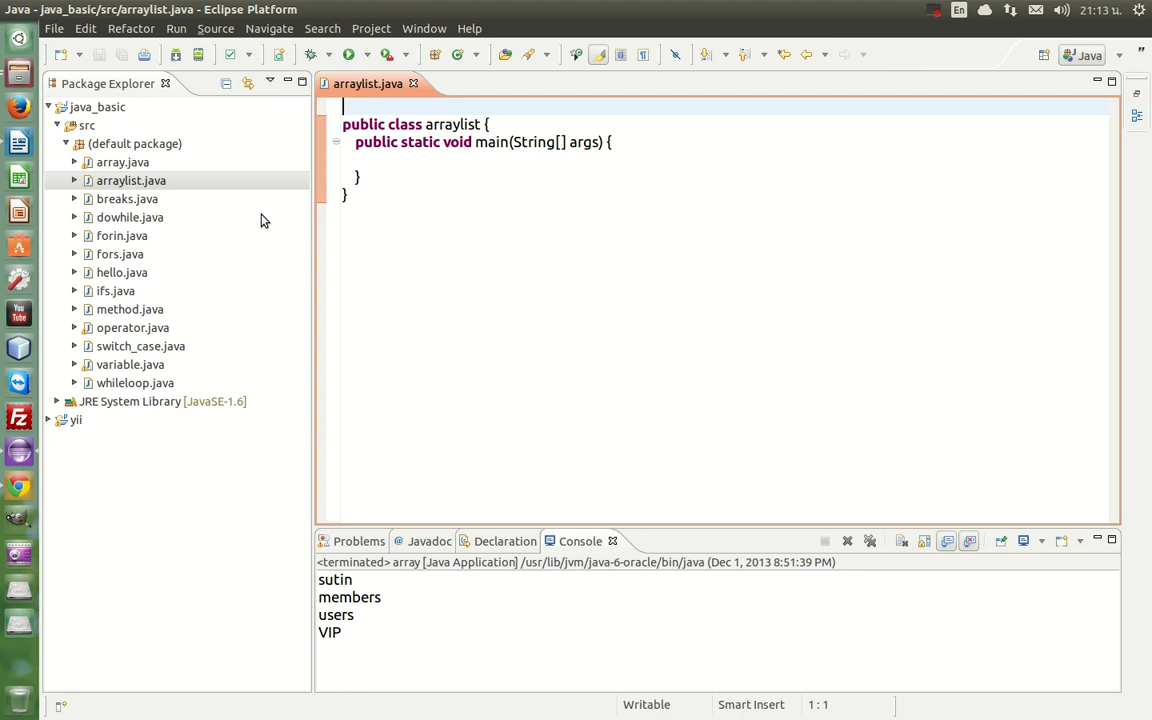 Java - java_basic/src/arraylist.java - Eclipse Platform
En
21:13 น.
File Edit Refactor Run Source Navigate Search Project Window Help
Java
Package Explorer
arraylist.java
java_basic
src
(default package)
array.java
arraylist.java
breaks.java
dowhile.java
forin.java
fors.java
hello.java
ifs.java
method.java
operator.java
switch_case.java
variable.java
whileloop.java
JRE System Library [JavaSE-1.6]
yii
You Tube
Fz
public class arraylist {
public static void main(String[] args) {
}
}
Problems @ Javadoc Declaration Console
<terminated> array [Java Application] /usr/lib/jvm/java-6-oracle/bin/java (Dec 1, 2013 8:51:39 PM)
sutin
members
users
VIP
Writable Smart Insert 1 : 1